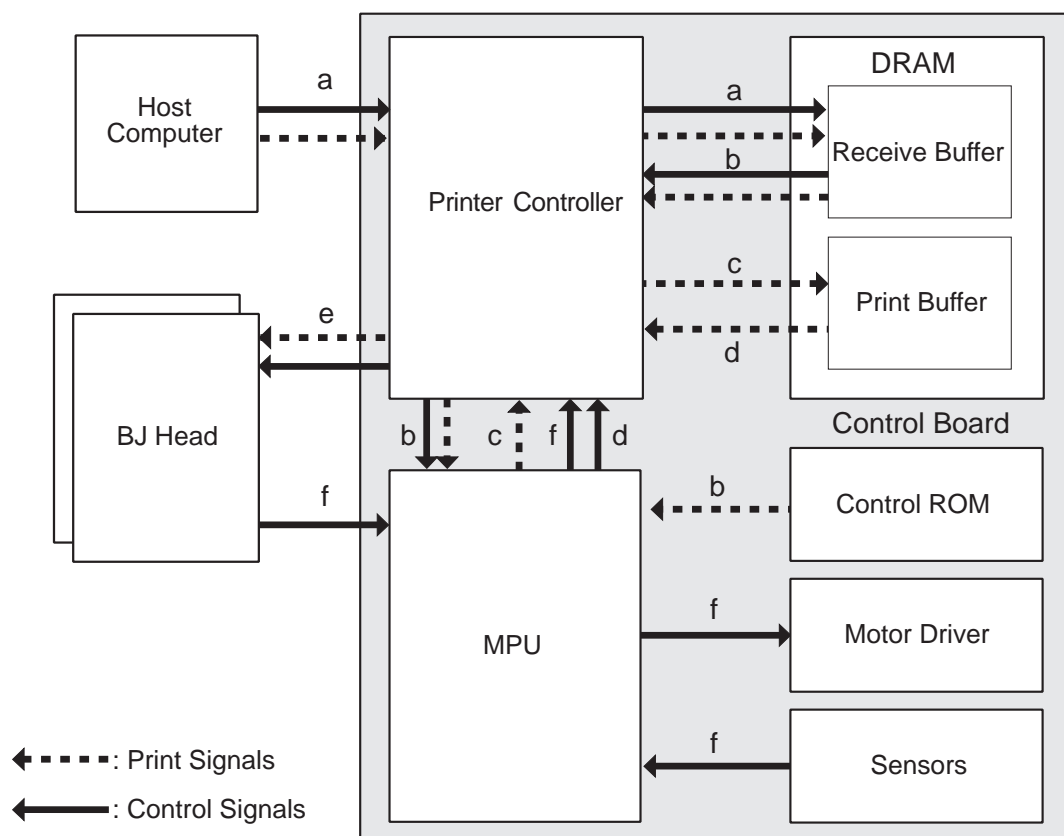 Host
Computer
a
Printer Controller
a
b
c
d
DRAM
Receive Buffer
Print Buffer
e
BJ Head
b
c
f
d
Control Board
f
MPU
b
Control ROM
f
Motor Driver
f
Sensors
: Print Signals
: Control Signals